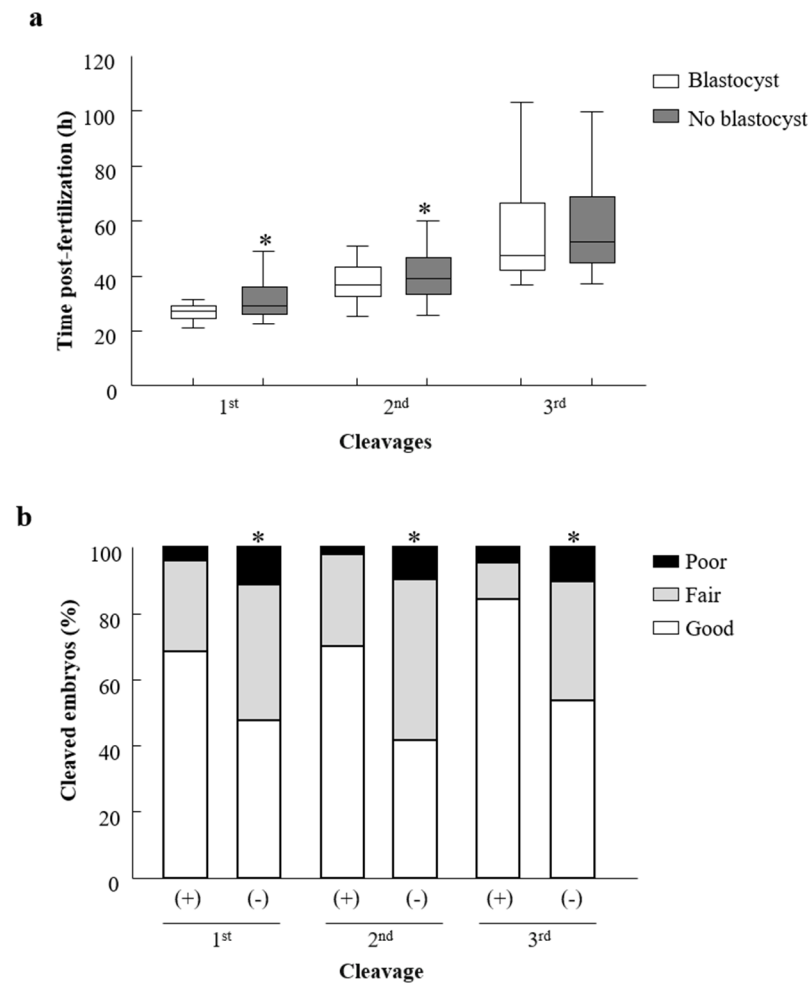 a
120
100
80
60
40
20
0
Time post-fertilization (h)
*
*
Blastocyst
No blastocyst
1st
2nd
3rd
Cleavages
b
100
80
60
40
20
0
Cleaved embryos (%)
*
*
*
Poor
Fair
Good
(+) (-) (+) (-) (+) (-)
1st
2nd
3rd
Cleavage